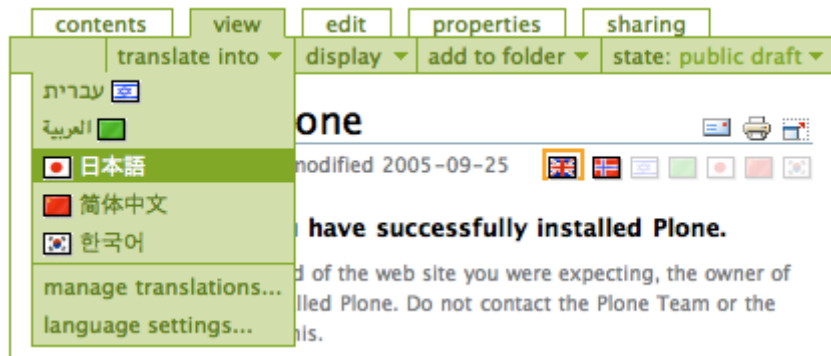 contents view edit properties sharing
translate into display add to folder state: public draft
עברית
العربية
one
日本語
modified 2005-09-25
简体中文
have successfully installed Plone.
한국어
of the web site you were expecting, the owner of
manage translations...
Plone. Do not contact the Plone Team or the
language settings...